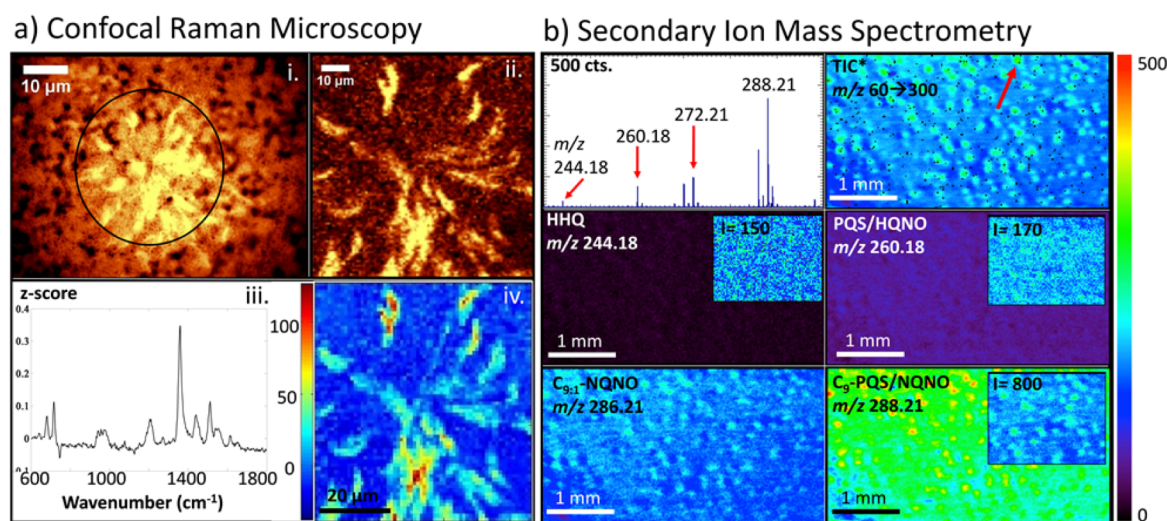 a) Confocal Raman Microscopy
10 µm
i.
10 µm
ii.
z-score
iii.
0.4
0.3
0.2
0.1
0
600
1000
1400
1800
Wavenumber (cm⁻¹)
100
50
0
iv.
20 µm
b) Secondary Ion Mass Spectrometry
500 cts.
288.21
272.21
260.18
m/z
244.18
TIC*
m/z 60→300
1 mm
HHQ
m/z 244.18
I= 150
1 mm
PQS/HQNO
m/z 260.18
I= 170
1 mm
C9:1-NQNO
m/z 286.21
1 mm
C9-PQS/NQNO
m/z 288.21
I= 800
1 mm
500
0